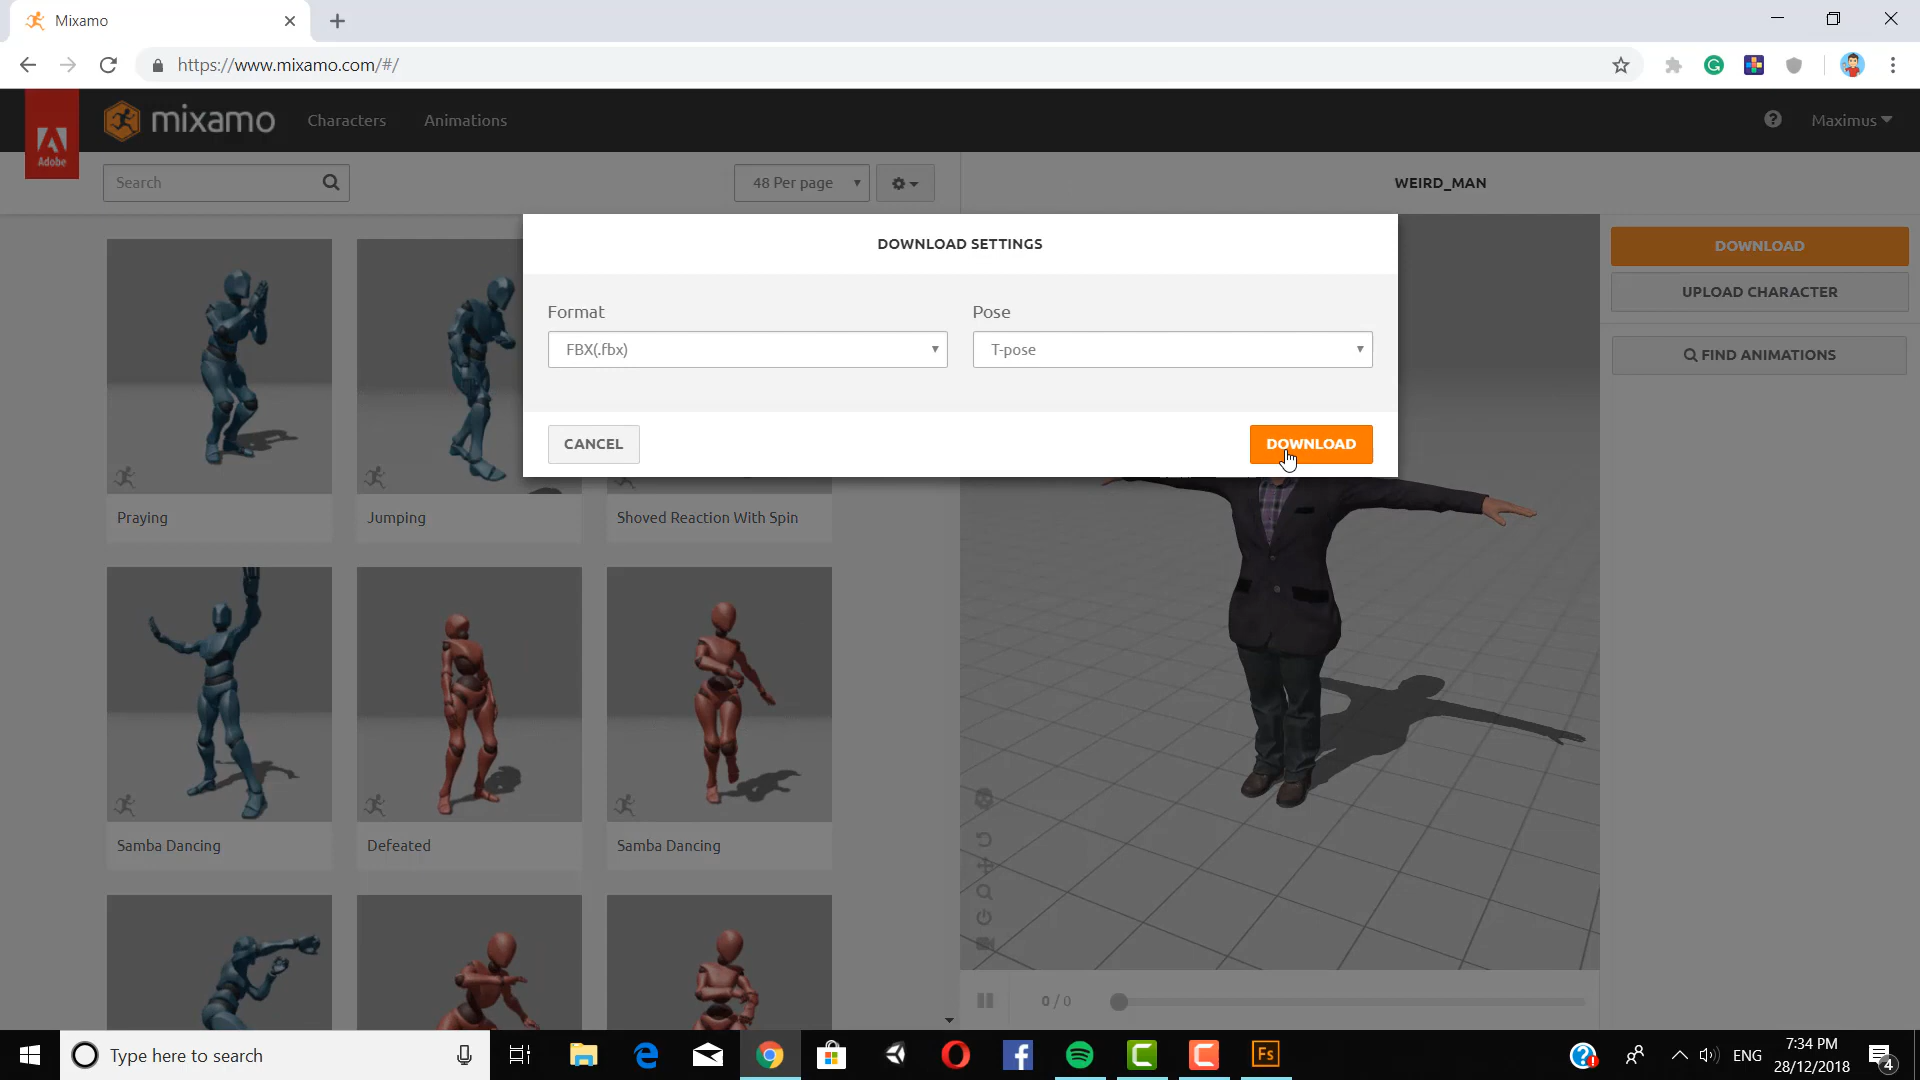 Mixamo
https://www.mixamo.com/#/
Adobe
mixamo
Characters
Animations
Maximus
Search
48 Per page
WEIRD_MAN
DOWNLOAD SETTINGS
Format
Pose
FBX(.fbx)
T-pose
CANCEL
DOWNLOAD
DOWNLOAD
UPLOAD CHARACTER
FIND ANIMATIONS
Praying
Jumping
Shoved Reaction With Spin
Samba Dancing
Defeated
Samba Dancing
0 / 0
Type here to search
Fs
ENG
7:34 PM
28/12/2018
4